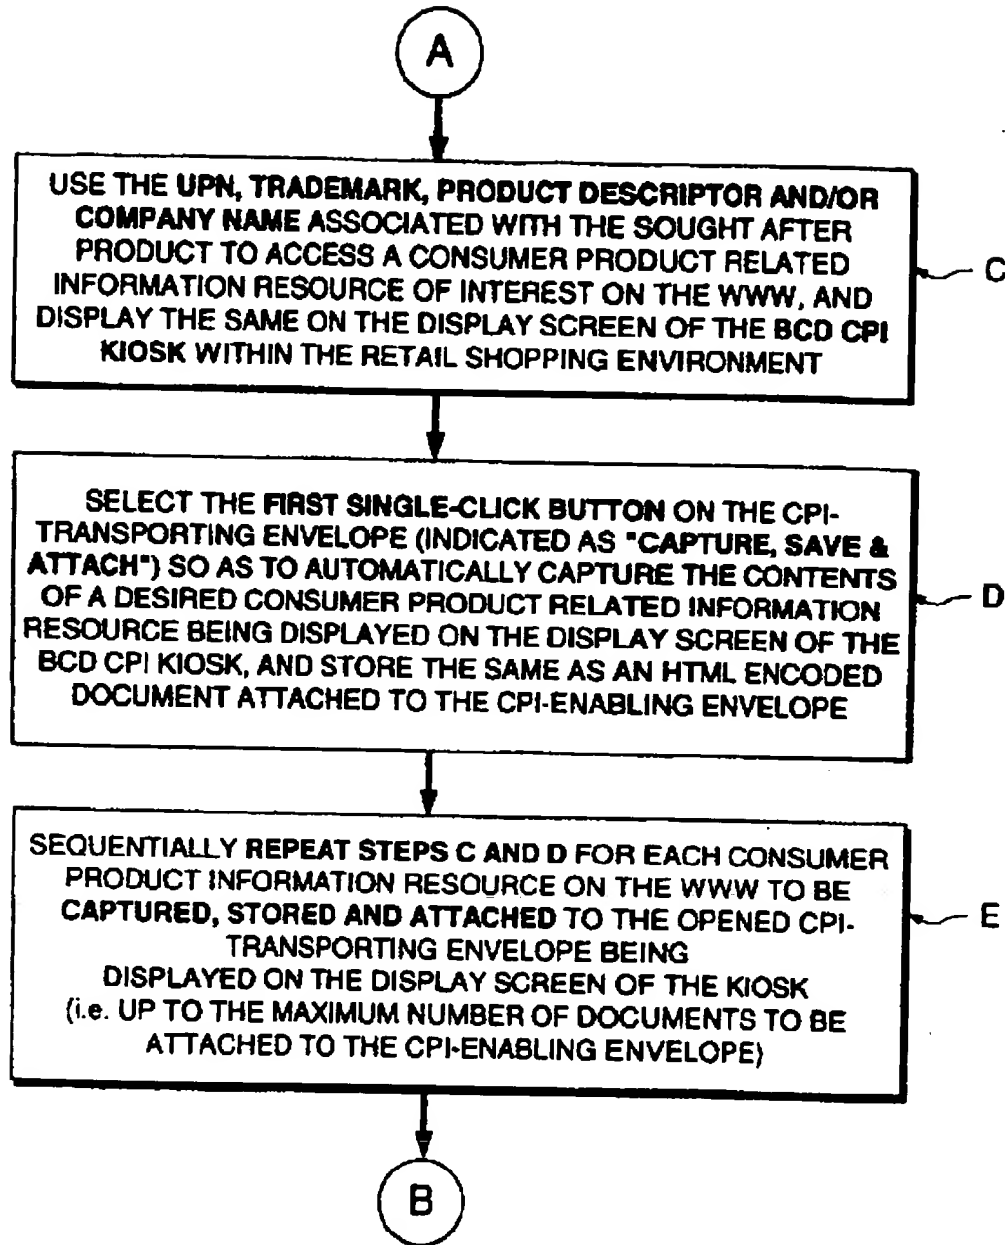 A
USE THE UPN, TRADEMARK, PRODUCT DESCRIPTOR AND/OR
COMPANY NAME ASSOCIATED WITH THE SOUGHT AFTER
PRODUCT TO ACCESS A CONSUMER PRODUCT RELATED
INFORMATION RESOURCE OF INTEREST ON THE WWW, AND
DISPLAY THE SAME ON THE DISPLAY SCREEN OF THE BCD CPI
KIOSK WITHIN THE RETAIL SHOPPING ENVIRONMENT
C
SELECT THE FIRST SINGLE-CLICK BUTTON ON THE CPI-
TRANSPORTING ENVELOPE (INDICATED AS "CAPTURE, SAVE &
ATTACH") SO AS TO AUTOMATICALLY CAPTURE THE CONTENTS
OF A DESIRED CONSUMER PRODUCT RELATED INFORMATION
RESOURCE BEING DISPLAYED ON THE DISPLAY SCREEN OF THE
BCD CPI KIOSK, AND STORE THE SAME AS AN HTML ENCODED
DOCUMENT ATTACHED TO THE CPI-ENABLING ENVELOPE
D
SEQUENTIALLY REPEAT STEPS C AND D FOR EACH CONSUMER
PRODUCT INFORMATION RESOURCE ON THE WWW TO BE
CAPTURED, STORED AND ATTACHED TO THE OPENED CPI-
TRANSPORTING ENVELOPE BEING
DISPLAYED ON THE DISPLAY SCREEN OF THE KIOSK
(i.e. UP TO THE MAXIMUM NUMBER OF DOCUMENTS TO BE
ATTACHED TO THE CPI-ENABLING ENVELOPE)
E
B